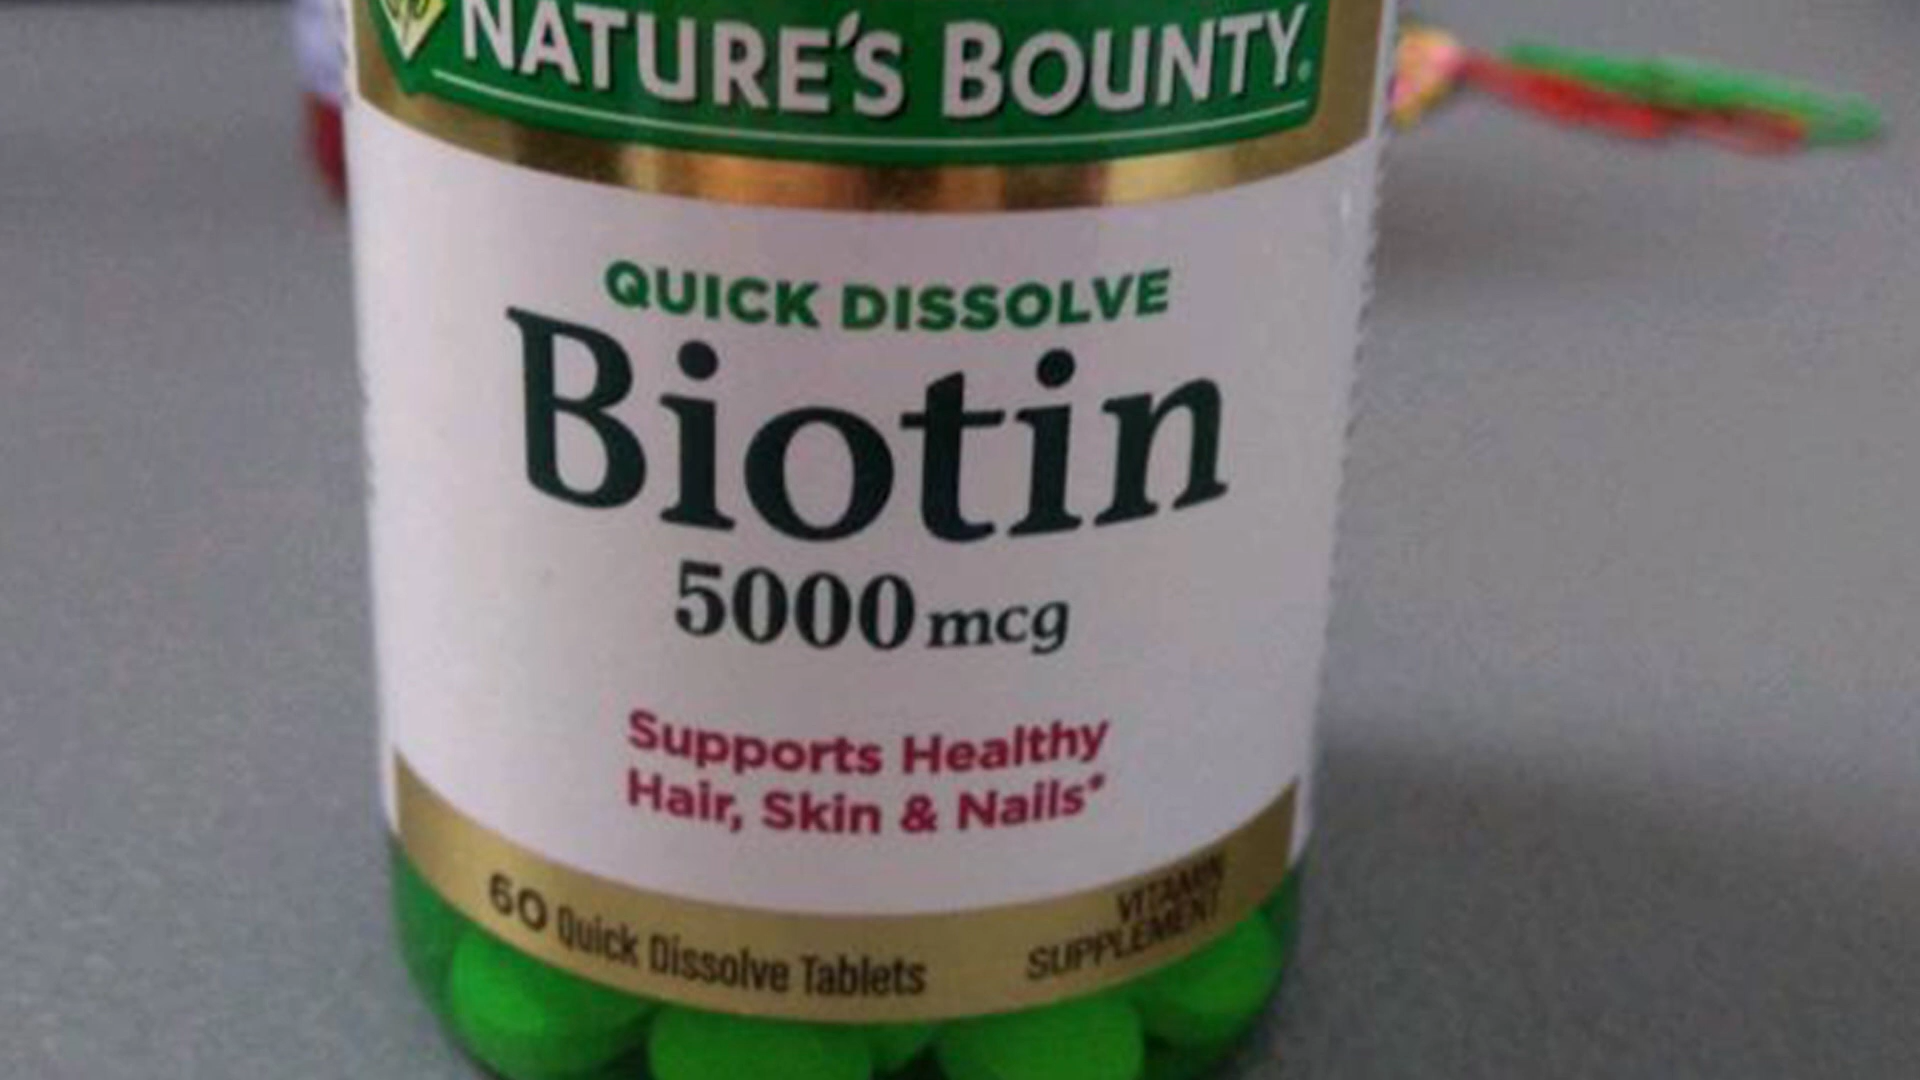 NATURE'S BOUNTY®
QUICK DISSOLVE
Biotin
5000 mcg
Supports Healthy
Hair, Skin & Nails*
60 Quick Dissolve Tablets
VITAMIN
SUPPLEMENT